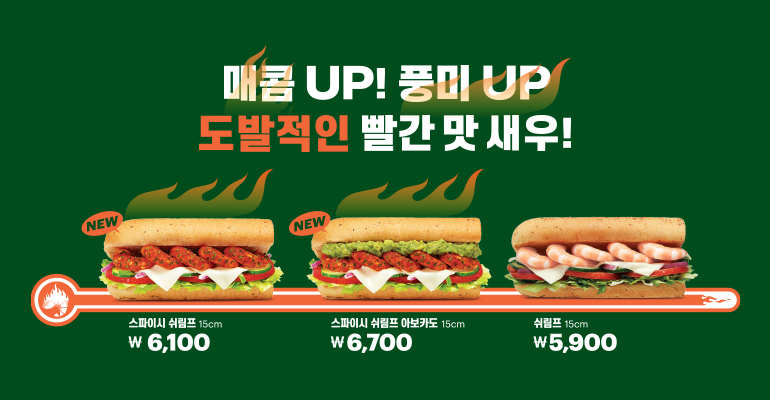 매콤 UP! 풍미 UP
도발적인 빨간 맛 새우!
NEW
NEW
스파이시 쉬림프 15cm
₩ 6,100
스파이시 쉬림프 아보카도 15cm
₩ 6,700
쉬림프 15cm
₩ 5,900